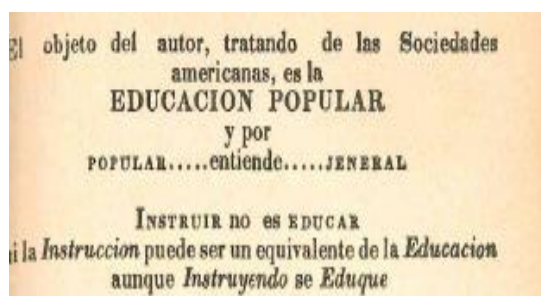 El objeto del autor, tratando de las Sociedades
americanas, es la
EDUCACION POPULAR
y por
POPULAR.....entiende.....JENERAL
INSTRUIR no es EDUCAR
ni la Instruccion puede ser un equivalente de la Educacion
aunque Instruyendo se Eduque